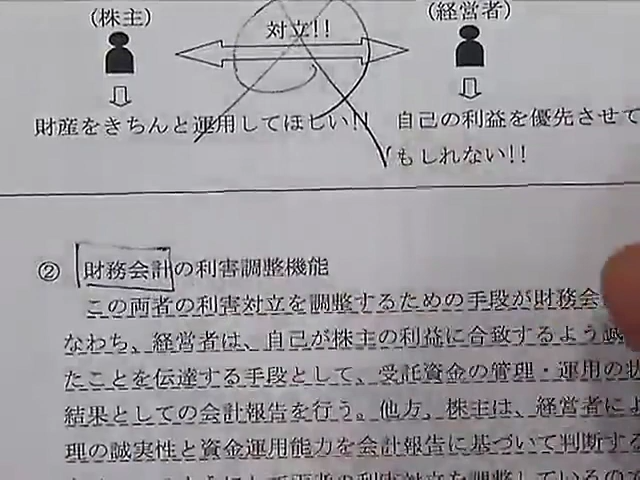 (株主)
対立!!
(経営者)
財産をきちんと運用してほしい!!
自己の利益を優先させて
もしれない!!
② 財務会計の利害調整機能
この両者の利害対立を調整するための手段が財務会
なわち、経営者は、自己が株主の利益に合致するよう誠
たことを伝達する手段として、受託資金の管理・運用の状
結果としての会計報告を行う。他方、株主は、経営者によ
理の誠実性と資金運用能力を会計報告に基づいて判断する